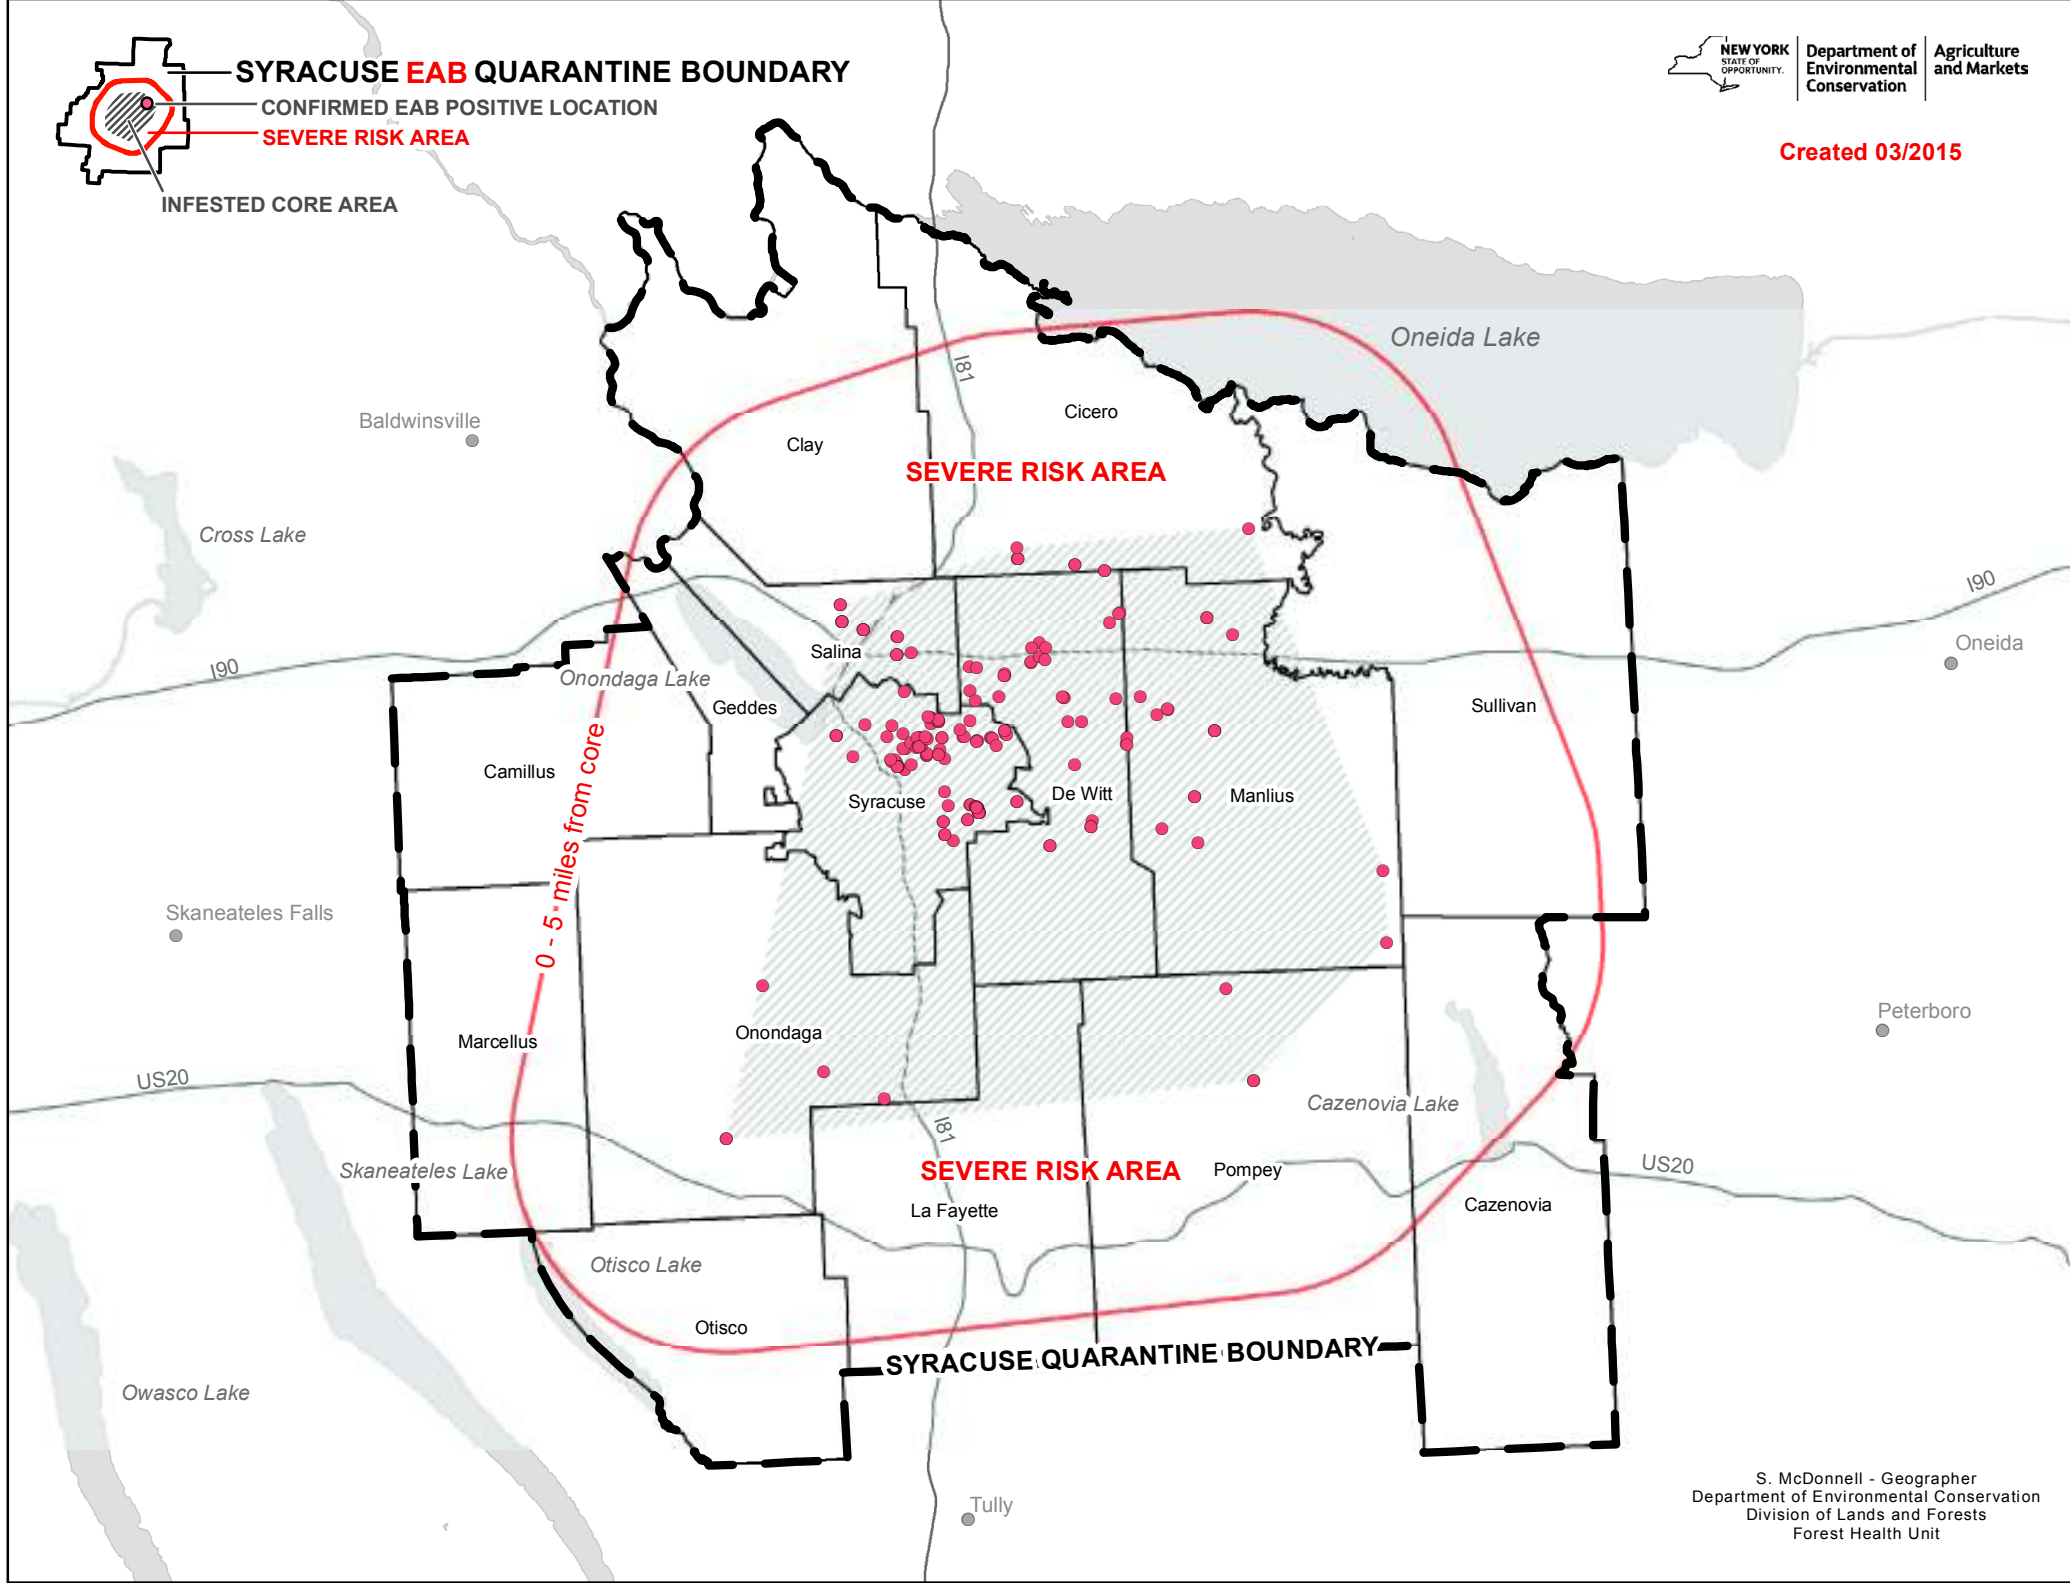 SYRACUSE EAB QUARANTINE BOUNDARY
CONFIRMED EAB POSITIVE LOCATION
SEVERE RISK AREA
INFESTED CORE AREA
NEW YORK
STATE OF
OPPORTUNITY.
Department of
Environmental
Conservation
Agriculture
and Markets
Created 03/2015
Oneida Lake
I81
Cicero
Baldwinsville
Clay
SEVERE RISK AREA
Cross Lake
I90
Oneida
Salina
I90
Onondaga Lake
Geddes
Sullivan
Camillus
Syracuse
De Witt
Manlius
0 - 5 miles from core
Skaneateles Falls
Peterboro
Onondaga
Marcellus
US20
Cazenovia Lake
I81
Skaneateles Lake
SEVERE RISK AREA
Pompey
US20
La Fayette
Cazenovia
Otisco Lake
Otisco
SYRACUSE QUARANTINE BOUNDARY
Owasco Lake
Tully
S. McDonnell - Geographer
Department of Environmental Conservation
Division of Lands and Forests
Forest Health Unit